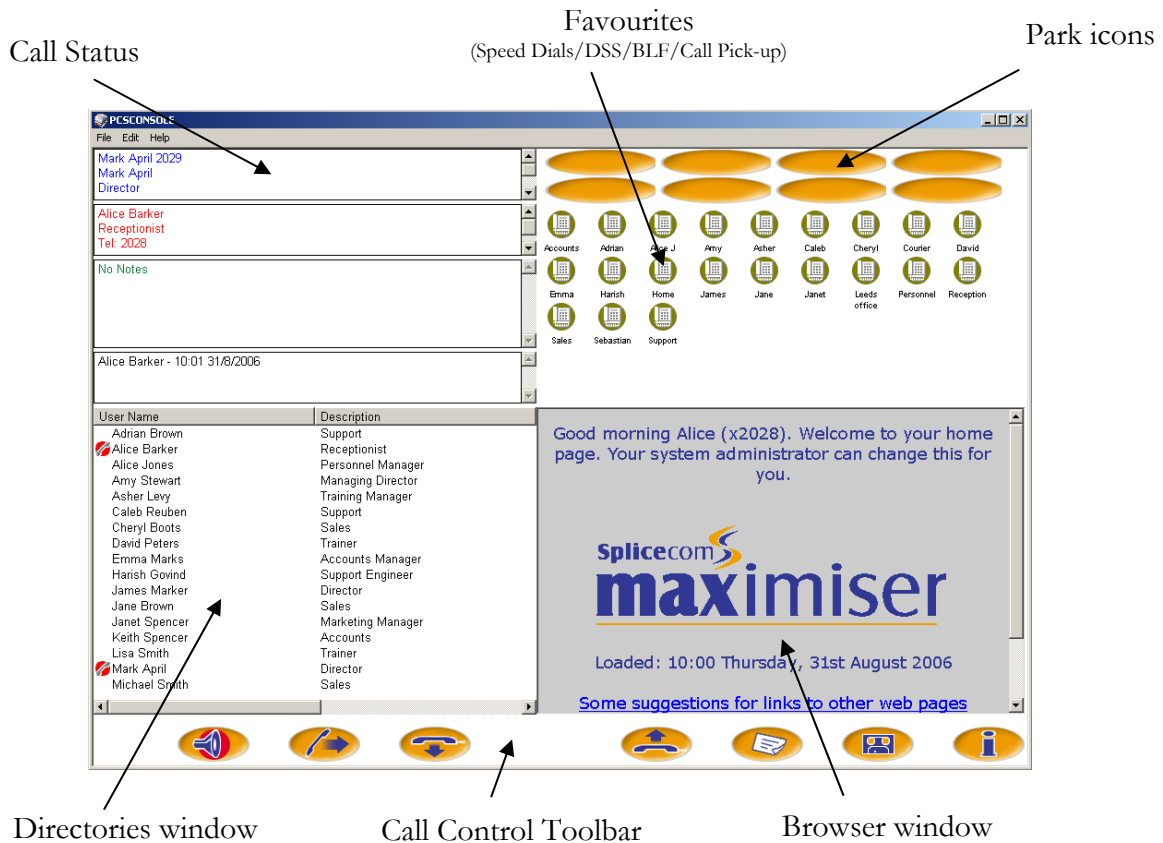 Favourites
(Speed Dials/DSS/BLF/Call Pick-up)
Park icons
Call Status
PCSCONSOLE
File Edit Help
Mark April 2029
Mark April
Director
Alice Barker
Receptionist
Tel: 2028
No Notes
Alice Barker - 10:01 31/8/2006
Accounts Adrian Alice J Amy Asher Caleb Cheryl Courier David
Emma Harish Home James Jane Janet Leeds office Personnel Reception
Sales Sebastian Support
User Name Description
Adrian Brown Support
Alice Barker Receptionist
Alice Jones Personnel Manager
Amy Stewart Managing Director
Asher Levy Training Manager
Caleb Reuben Support
Cheryl Boots Sales
David Peters Trainer
Emma Marks Accounts Manager
Harish Govind Support Engineer
James Marker Director
Jane Brown Sales
Janet Spencer Marketing Manager
Keith Spencer Accounts
Lisa Smith Trainer
Mark April Director
Michael Smith Sales
Good morning Alice (x2028). Welcome to your home
page. Your system administrator can change this for
you.
Splicecom
maximiser
Loaded: 10:00 Thursday, 31st August 2006
Some suggestions for links to other web pages
Directories window
Call Control Toolbar
Browser window